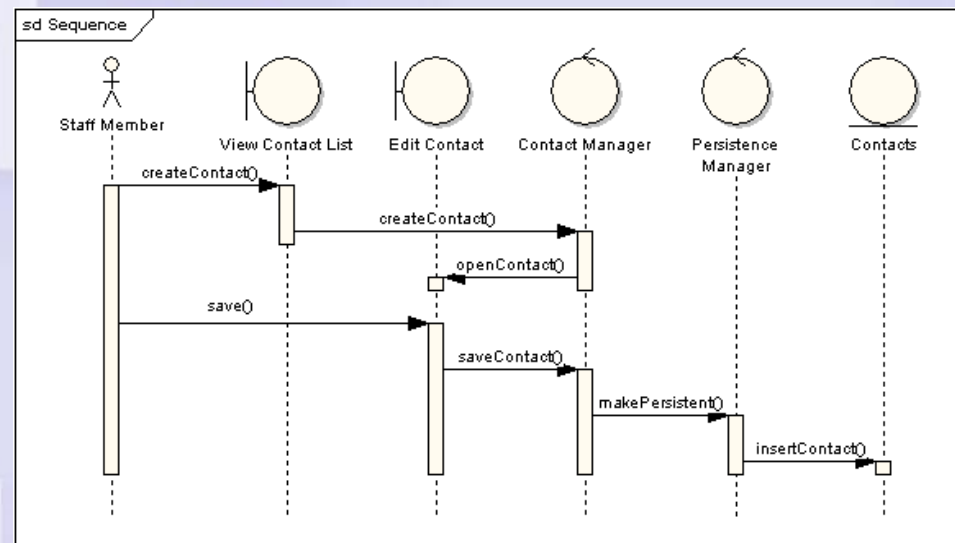 sd Sequence
Staff Member
View Contact List
Edit Contact
Contact Manager
Persistence
Manager
Contacts
createContact()
createContact()
openContact()
save()
saveContact()
makePersistent()
insertContact()